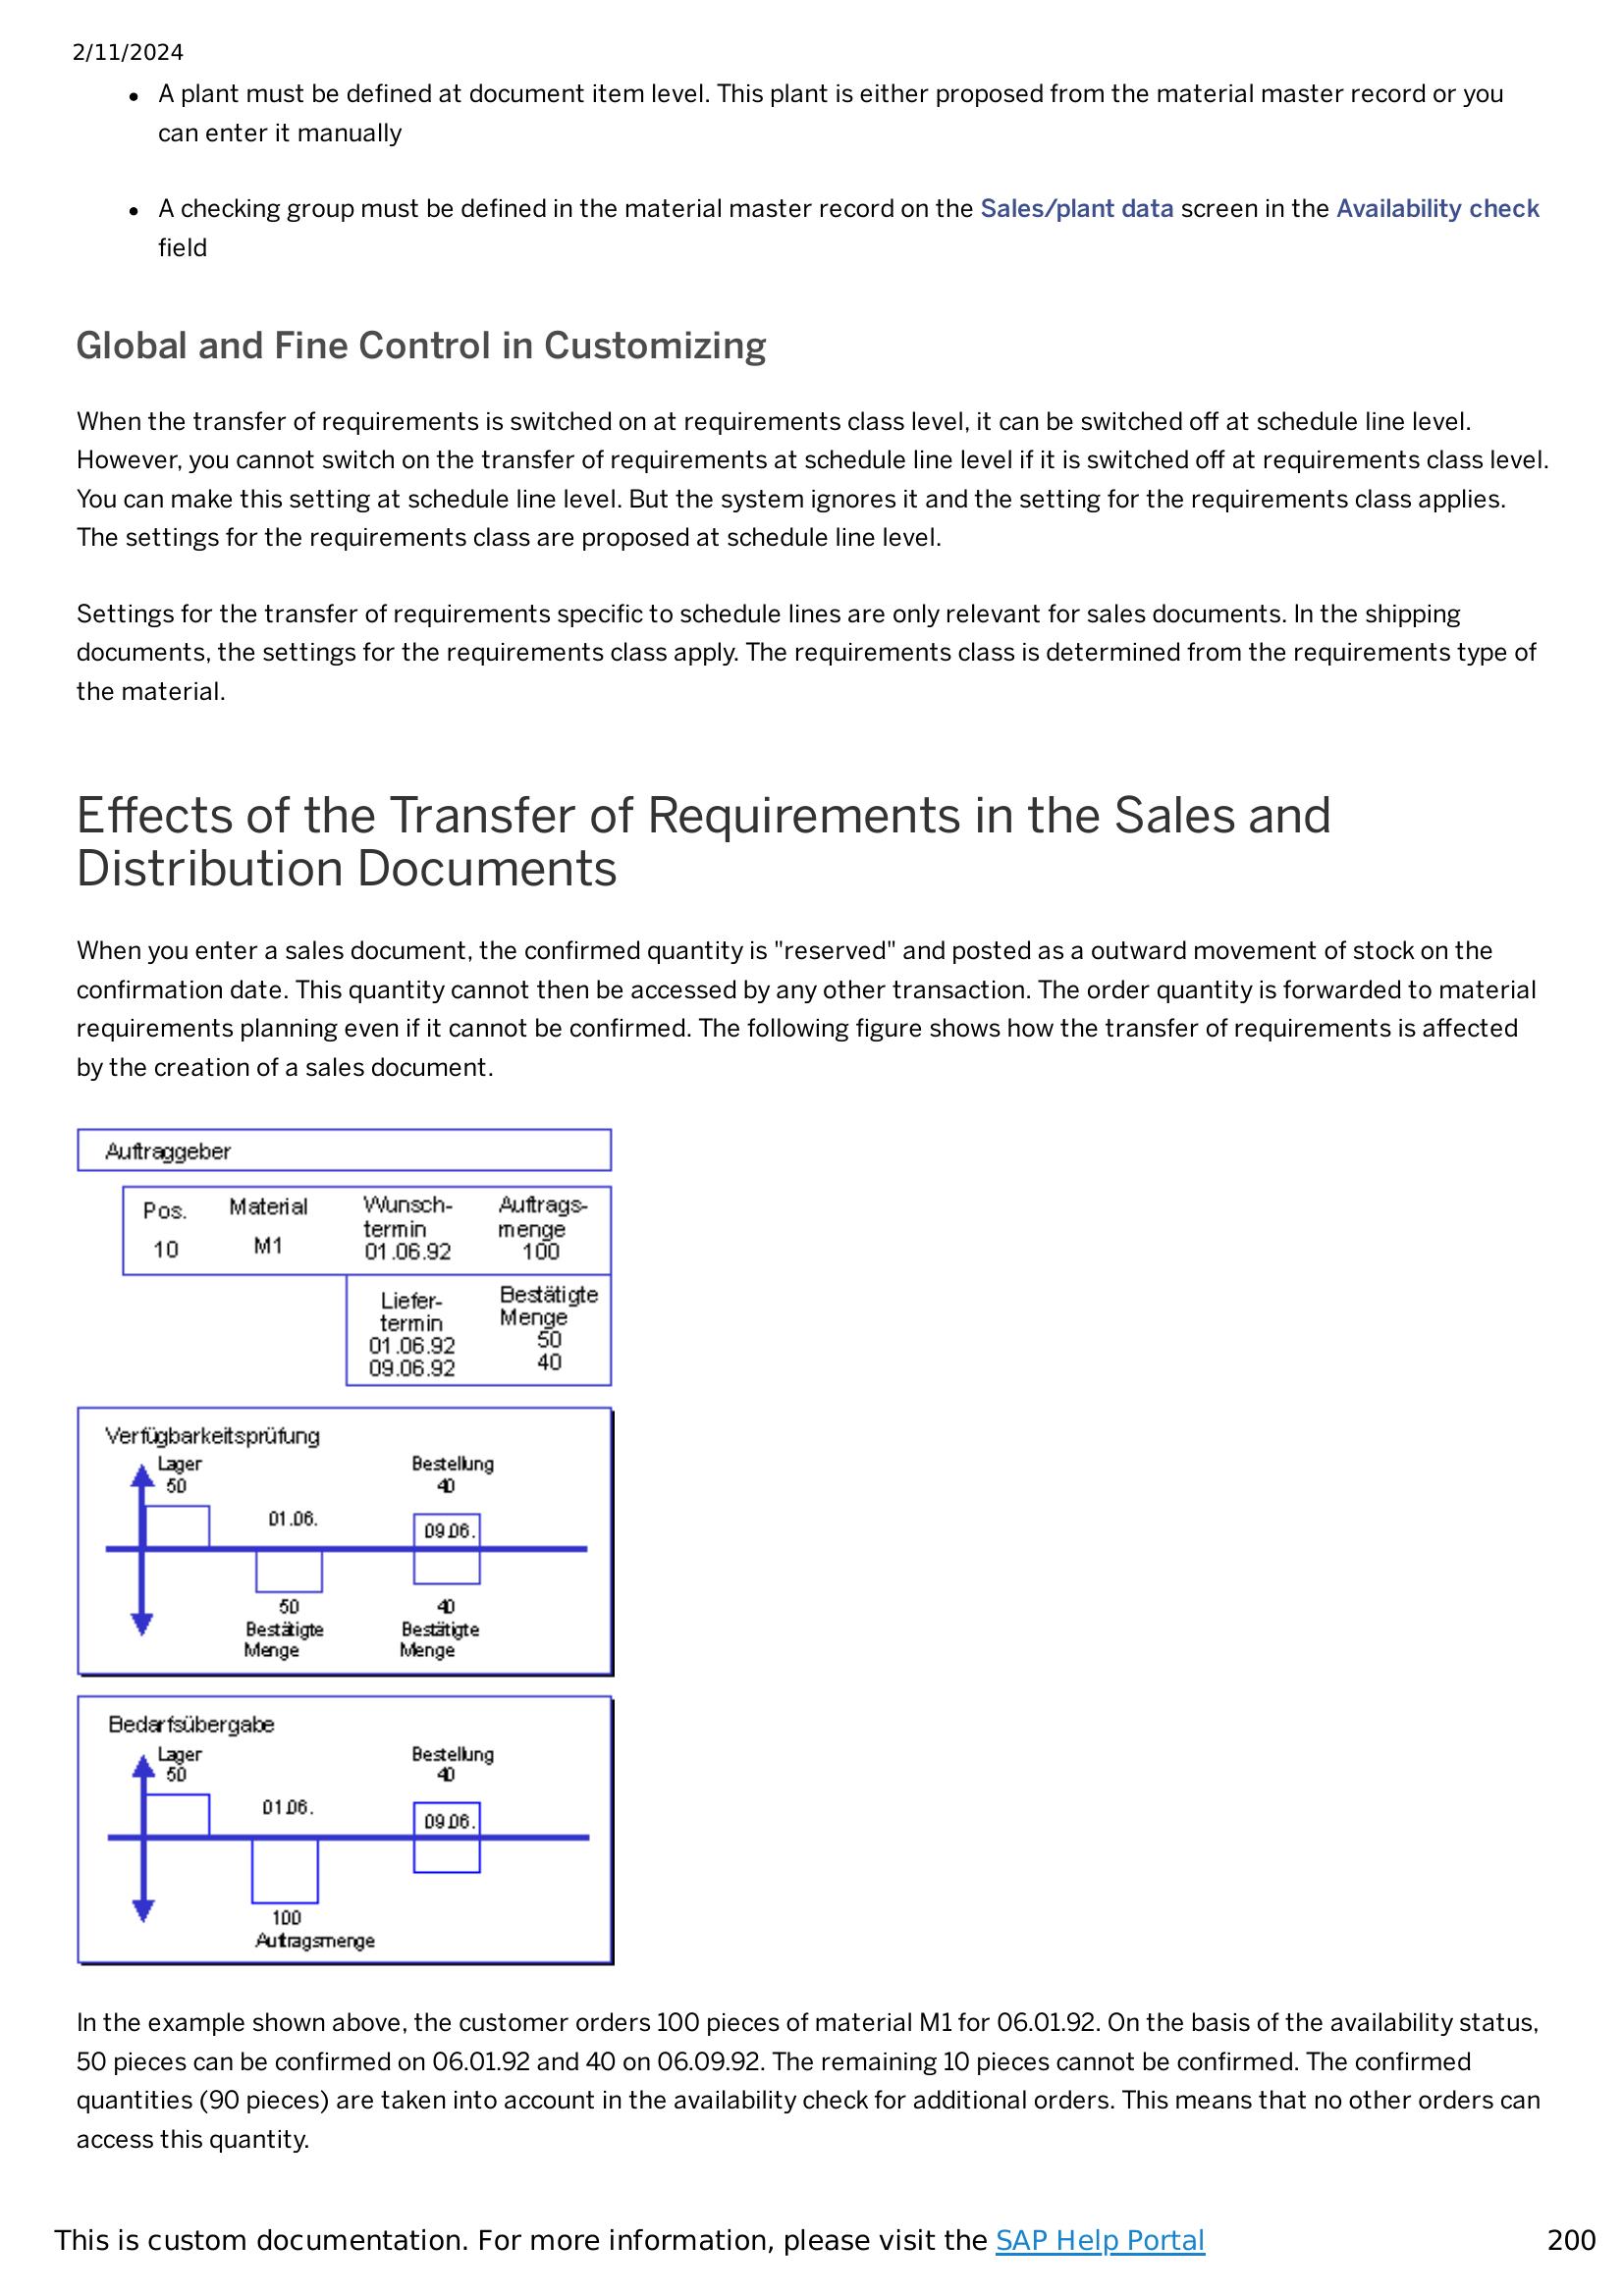 2/11/2024
• A plant must be defined at document item level. This plant is either proposed from the material master record or you
can enter it manually
• A checking group must be defined in the material master record on the Sales/plant data screen in the Availability check
field
Global and Fine Control in Customizing
When the transfer of requirements is switched on at requirements class level, it can be switched off at schedule line level.
However, you cannot switch on the transfer of requirements at schedule line level if it is switched off at requirements class level.
You can make this setting at schedule line level. But the system ignores it and the setting for the requirements class applies.
The settings for the requirements class are proposed at schedule line level.
Settings for the transfer of requirements specific to schedule lines are only relevant for sales documents. In the shipping
documents, the settings for the requirements class apply. The requirements class is determined from the requirements type of
the material.
Effects of the Transfer of Requirements in the Sales and
Distribution Documents
When you enter a sales document, the confirmed quantity is "reserved" and posted as a outward movement of stock on the
confirmation date. This quantity cannot then be accessed by any other transaction. The order quantity is forwarded to material
requirements planning even if it cannot be confirmed. The following figure shows how the transfer of requirements is affected
by the creation of a sales document.
Auftraggeber
Pos. Material Wunsch- Auftrags-
termin menge
10 M1 01.06.92 100
Liefer- Bestätigte
termin Menge
01.06.92 50
09.06.92 40
Verfügbarkeitsprüfung
Lager Bestellung
50 40
01.06. 09.06.
50 40
Bestätigte Bestätigte
Menge Menge
Bedarfsübergabe
Lager Bestellung
50 40
01.06. 09.06.
100
Auftragsmenge
In the example shown above, the customer orders 100 pieces of material M1 for 06.01.92. On the basis of the availability status,
50 pieces can be confirmed on 06.01.92 and 40 on 06.09.92. The remaining 10 pieces cannot be confirmed. The confirmed
quantities (90 pieces) are taken into account in the availability check for additional orders. This means that no other orders can
access this quantity.
This is custom documentation. For more information, please visit the SAP Help Portal 200